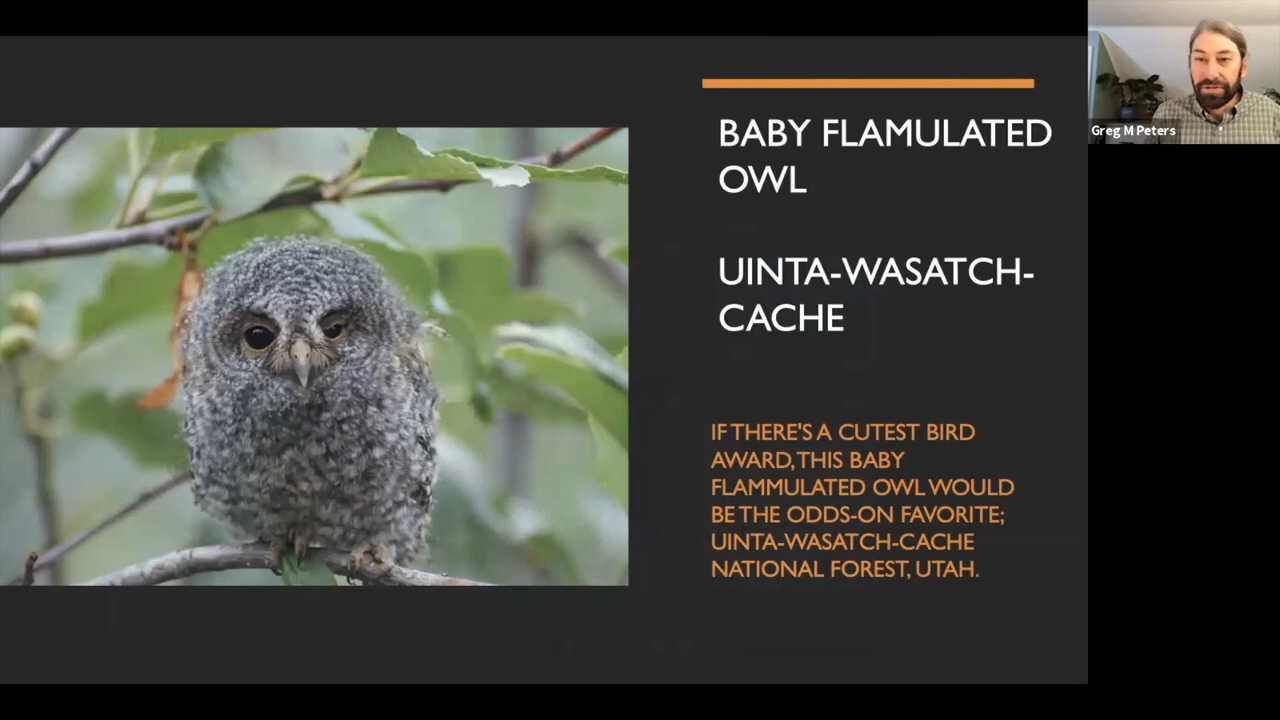 BABY FLAMULATED
OWL
UINTA-WASATCH-
CACHE
IF THERE'S A CUTEST BIRD
AWARD, THIS BABY
FLAMMULATED OWL WOULD
BE THE ODDS-ON FAVORITE;
UINTA-WASATCH-CACHE
NATIONAL FOREST, UTAH.
Greg M Peters